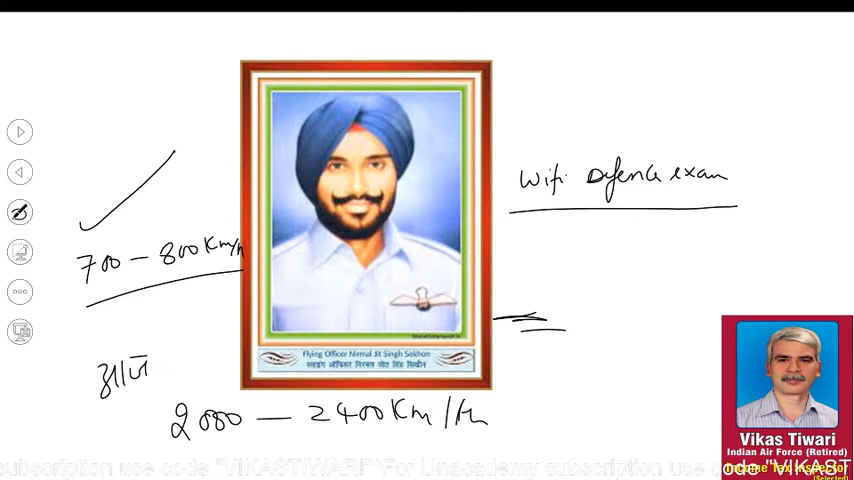 Wifi Defence exam
700 - 800 Km/h
Flying Officer Nirmal Jit Singh Sekhon
फ्लाइंग ऑफिसर निरमल जीत सिंह सिखोन
आज
2000 — 2400 Km/hr
Vikas Tiwari
Indian Air Force (Retired)
Income Tax Inspector
(Selected)
subscription use code "VIKASTIWARI" For Unacademy subscription use code "VIKAST